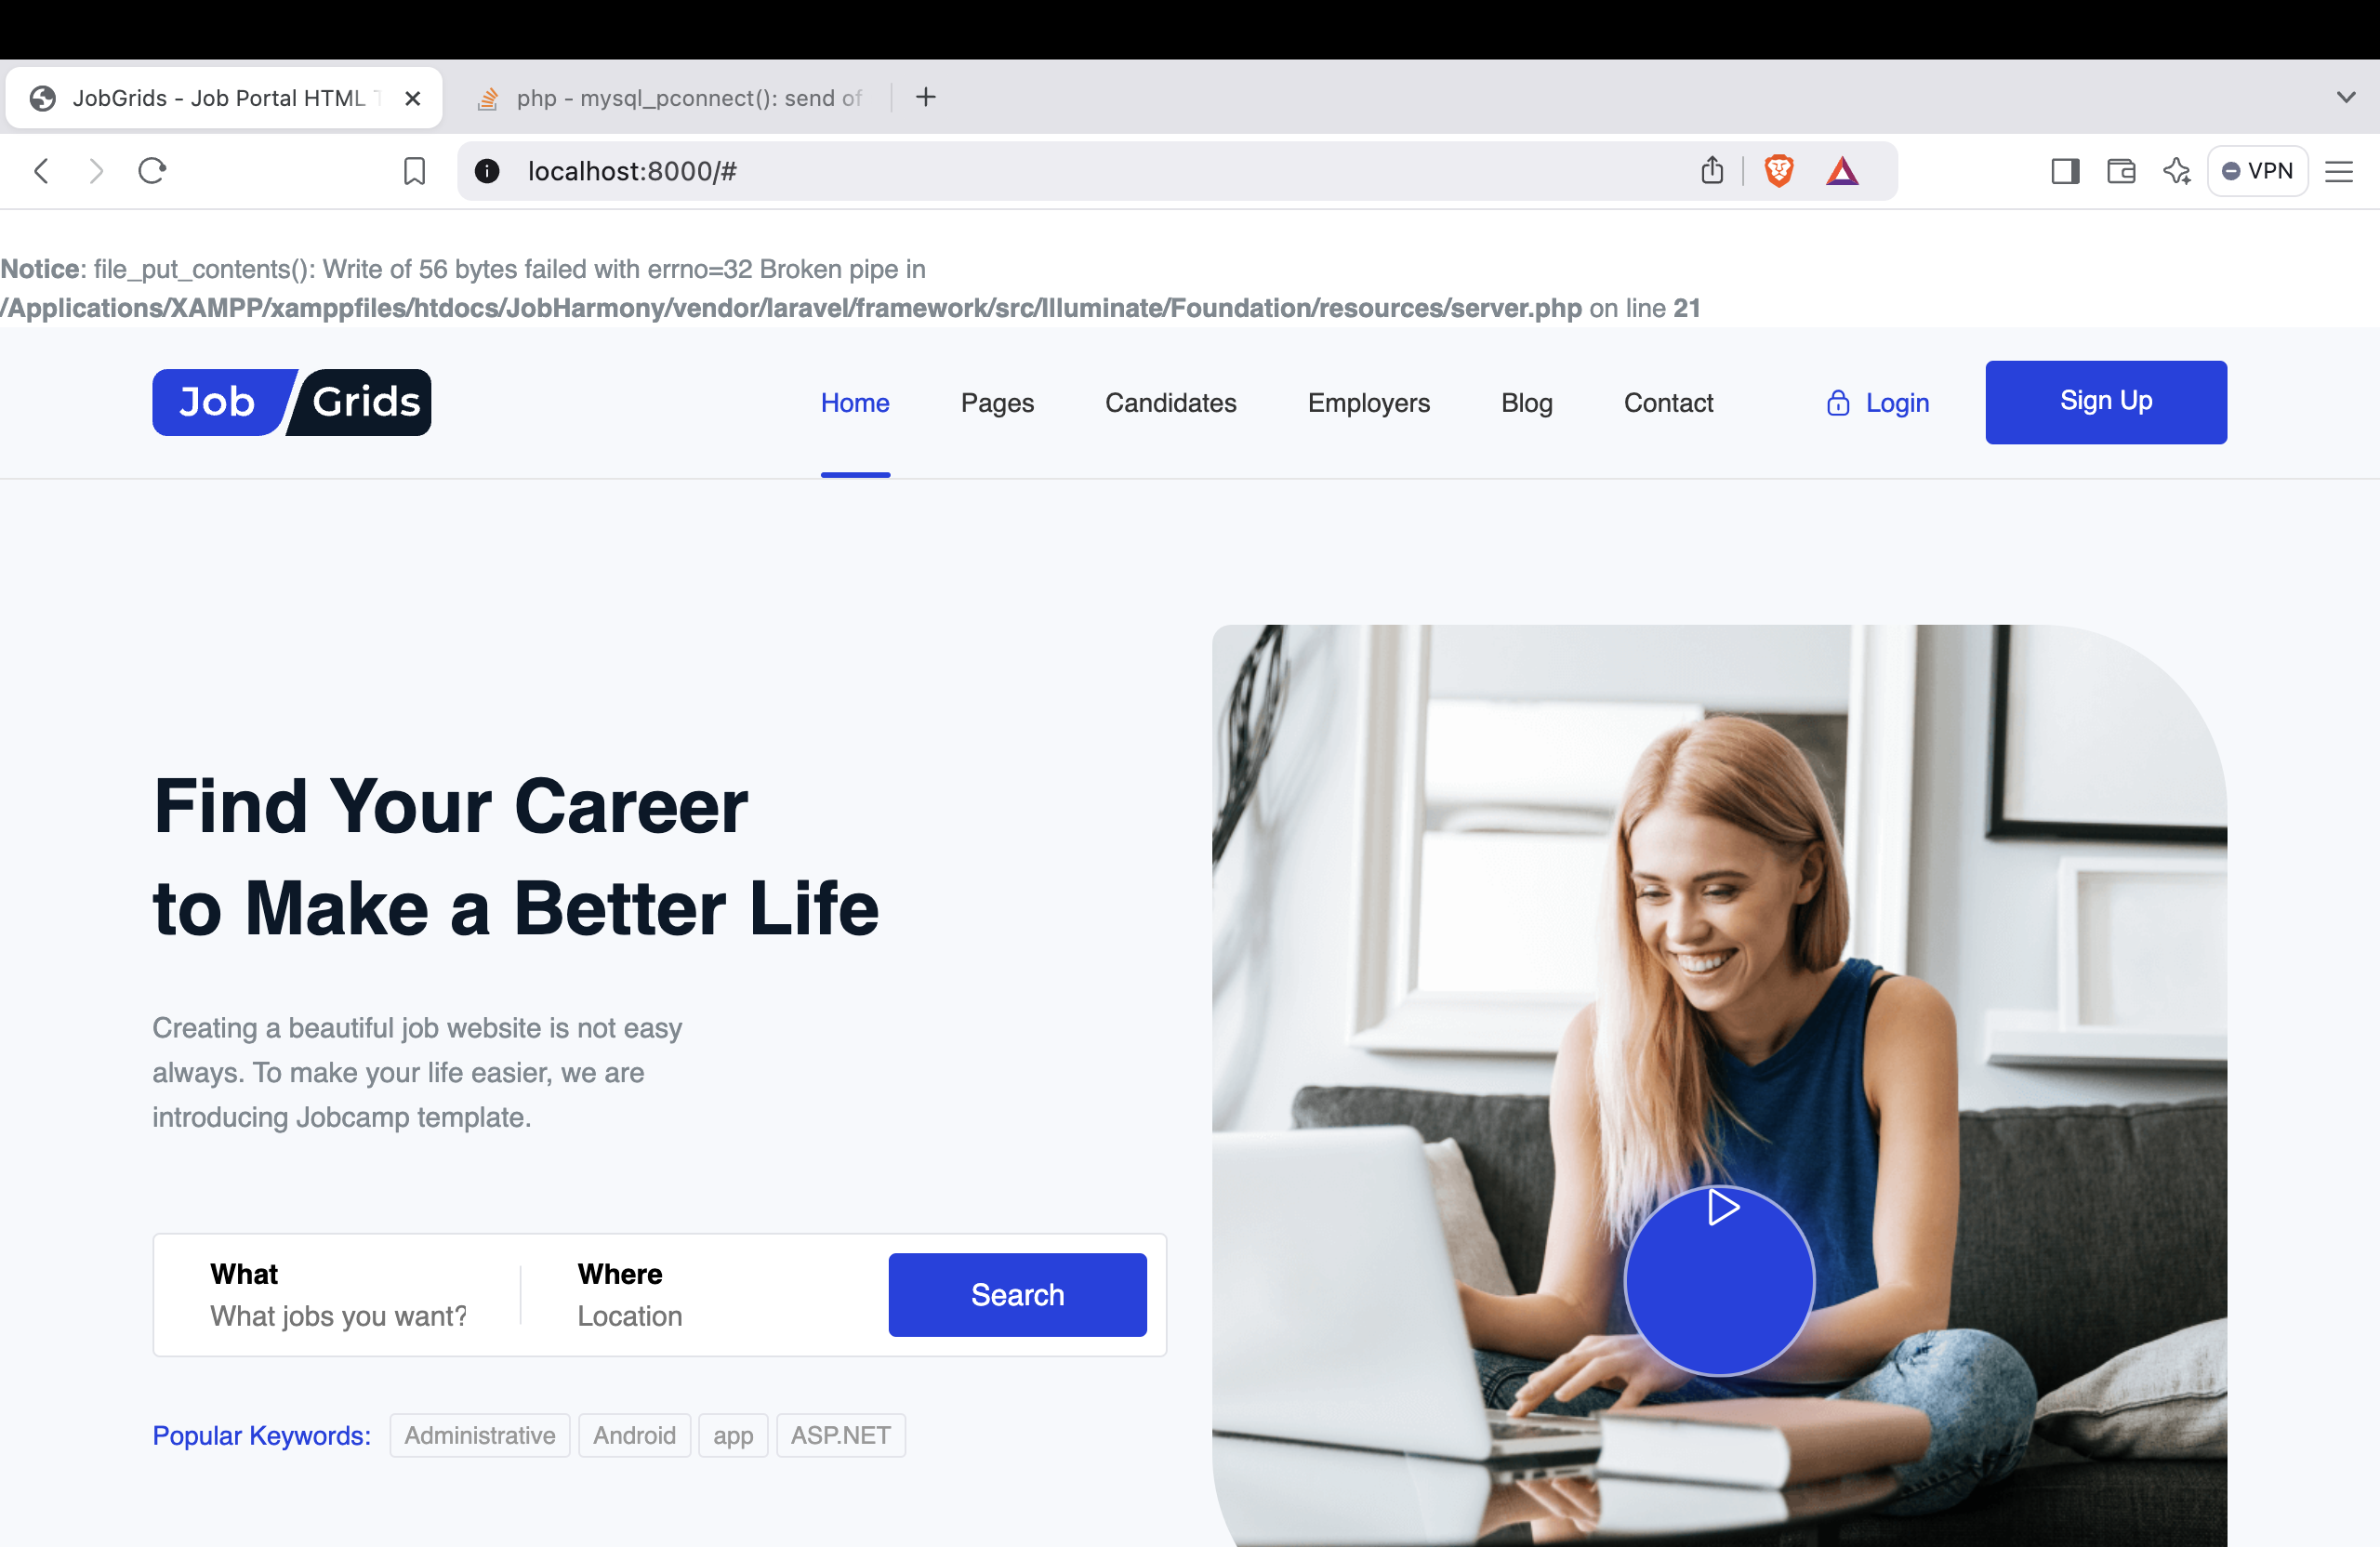 JobGrids - Job Portal HTML
php - mysql_pconnect(): send of
localhost:8000/#
VPN
Notice: file_put_contents(): Write of 56 bytes failed with errno=32 Broken pipe in
/Applications/XAMPP/xamppfiles/htdocs/JobHarmony/vendor/laravel/framework/src/Illuminate/Foundation/resources/server.php on line 21
Job Grids
Home Pages Candidates Employers Blog Contact Login Sign Up
Find Your Career
to Make a Better Life
Creating a beautiful job website is not easy
always. To make your life easier, we are
introducing Jobcamp template.
What Where
What jobs you want? Location
Search
Popular Keywords: Administrative Android app ASP.NET